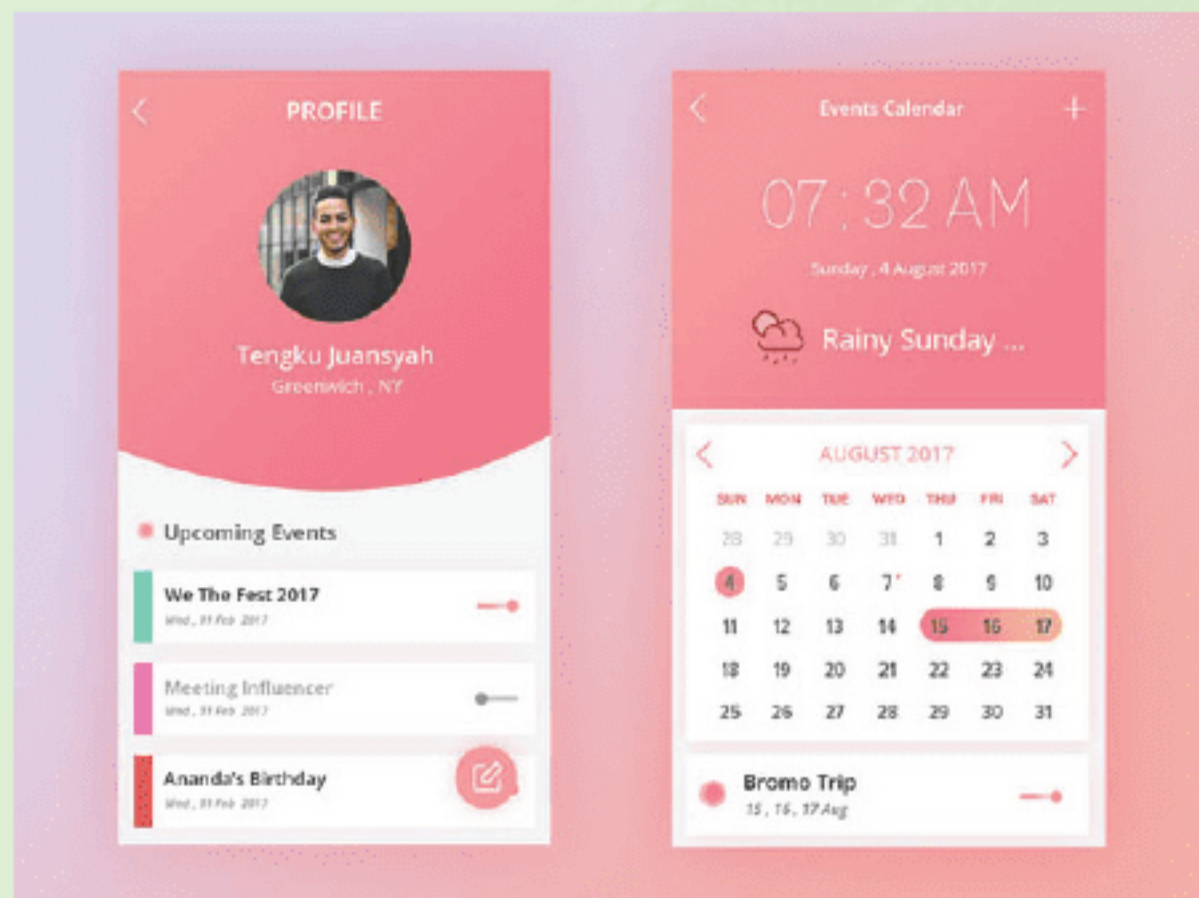 PROFILE
Tengku Juansyah
Greenwich , NY
Upcoming Events
We The Fest 2017
Wed , 31 Feb 2017
Meeting Influencer
Wed , 31 Feb 2017
Ananda's Birthday
Wed , 31 Feb 2017
Events Calendar
07 : 32 AM
Sunday , 4 August 2017
Rainy Sunday ...
AUGUST 2017
SUN MON TUE WED THU FRI SAT
28 29 30 31 1 2 3
4 5 6 7 8 9 10
11 12 13 14 15 16 17
18 19 20 21 22 23 24
25 26 27 28 29 30 31
Bromo Trip
15 , 16 , 17 Aug